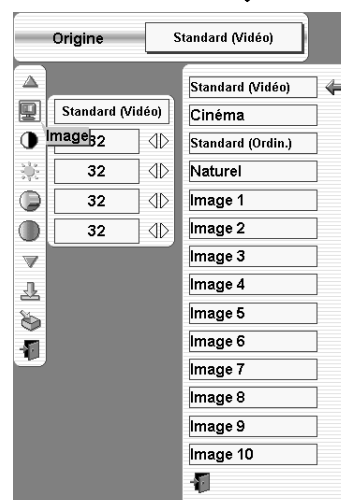 Origine
Standard (Vidéo)
Standard (Vidéo)
Image
32
32
32
32
Standard (Vidéo)
Cinéma
Standard (Ordin.)
Naturel
Image 1
Image 2
Image 3
Image 4
Image 5
Image 6
Image 7
Image 8
Image 9
Image 10